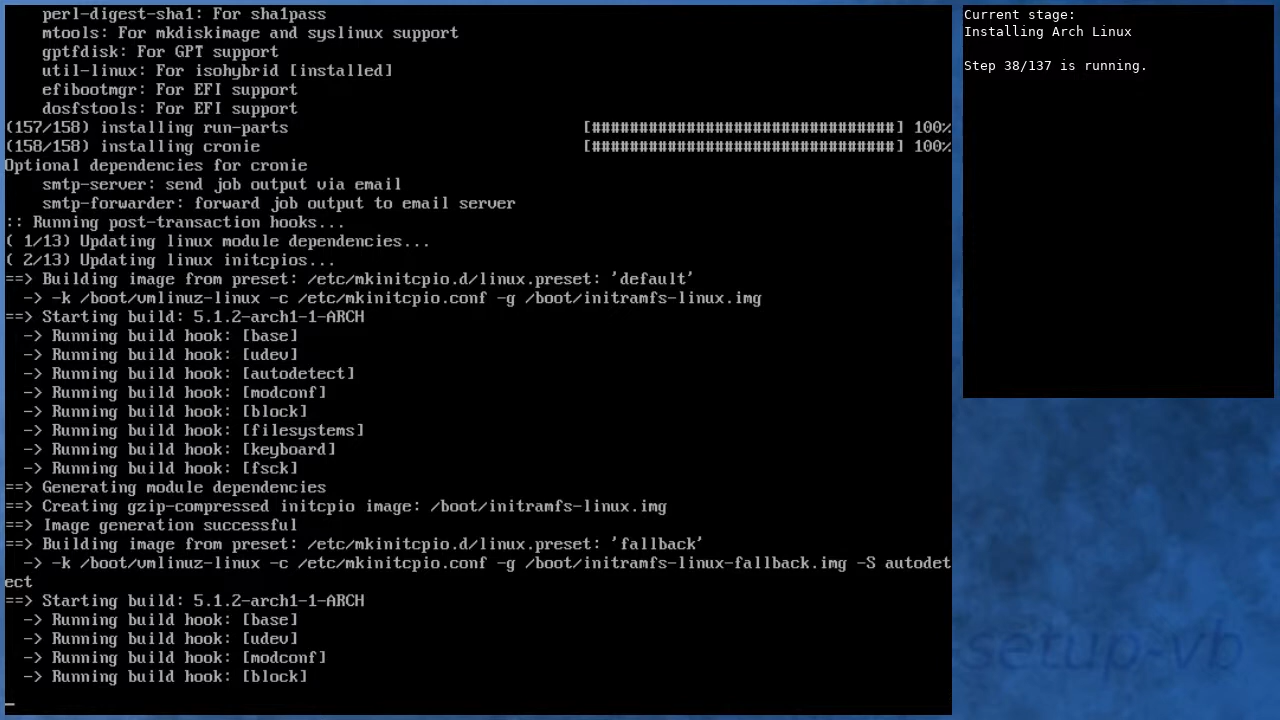 perl-digest-sha1: For sha1pass
mtools: For mkdiskimage and syslinux support
gptfdisk: For GPT support
util-linux: For isohybrid [installed]
efibootmgr: For EFI support
dosfstools: For EFI support
(157/158) installing run-parts [################################] 100%
(158/158) installing cronie [################################] 100%
Optional dependencies for cronie
smtp-server: send job output via email
smtp-forwarder: forward job output to email server
:: Running post-transaction hooks...
( 1/13) Updating linux module dependencies...
( 2/13) Updating linux initcpios...
==> Building image from preset: /etc/mkinitcpio.d/linux.preset: 'default'
-> -k /boot/vmlinuz-linux -c /etc/mkinitcpio.conf -g /boot/initramfs-linux.img
==> Starting build: 5.1.2-arch1-1-ARCH
-> Running build hook: [base]
-> Running build hook: [udev]
-> Running build hook: [autodetect]
-> Running build hook: [modconf]
-> Running build hook: [block]
-> Running build hook: [filesystems]
-> Running build hook: [keyboard]
-> Running build hook: [fsck]
==> Generating module dependencies
==> Creating gzip-compressed initcpio image: /boot/initramfs-linux.img
==> Image generation successful
==> Building image from preset: /etc/mkinitcpio.d/linux.preset: 'fallback'
-> -k /boot/vmlinuz-linux -c /etc/mkinitcpio.conf -g /boot/initramfs-linux-fallback.img -S autodet
ect
==> Starting build: 5.1.2-arch1-1-ARCH
-> Running build hook: [base]
-> Running build hook: [udev]
-> Running build hook: [modconf]
-> Running build hook: [block]
_
Current stage:
Installing Arch Linux
Step 38/137 is running.
setup-vb